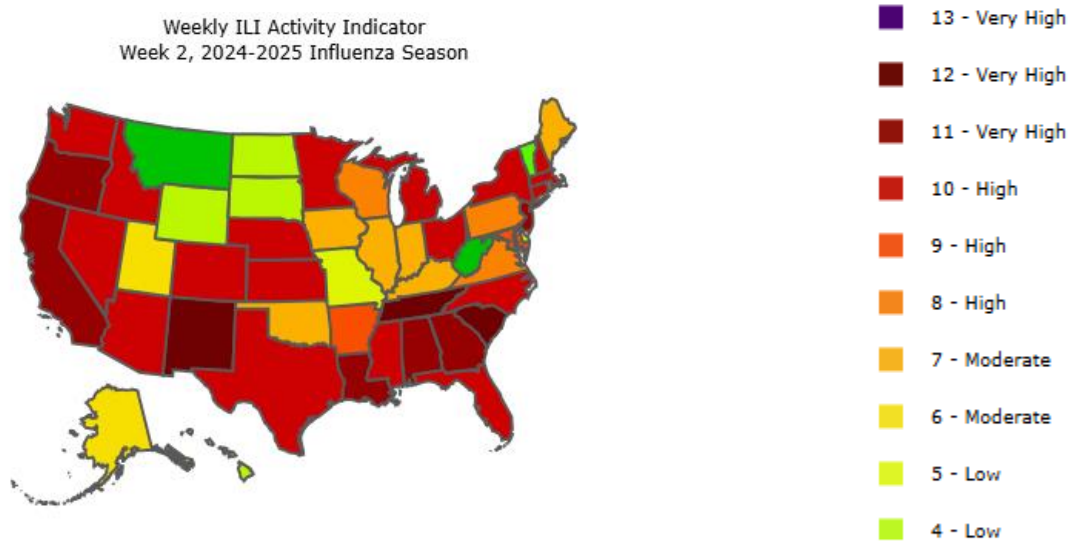 Weekly ILI Activity Indicator
Week 2, 2024-2025 Influenza Season
13 - Very High
12 - Very High
11 - Very High
10 - High
9 - High
8 - High
7 - Moderate
6 - Moderate
5 - Low
4 - Low